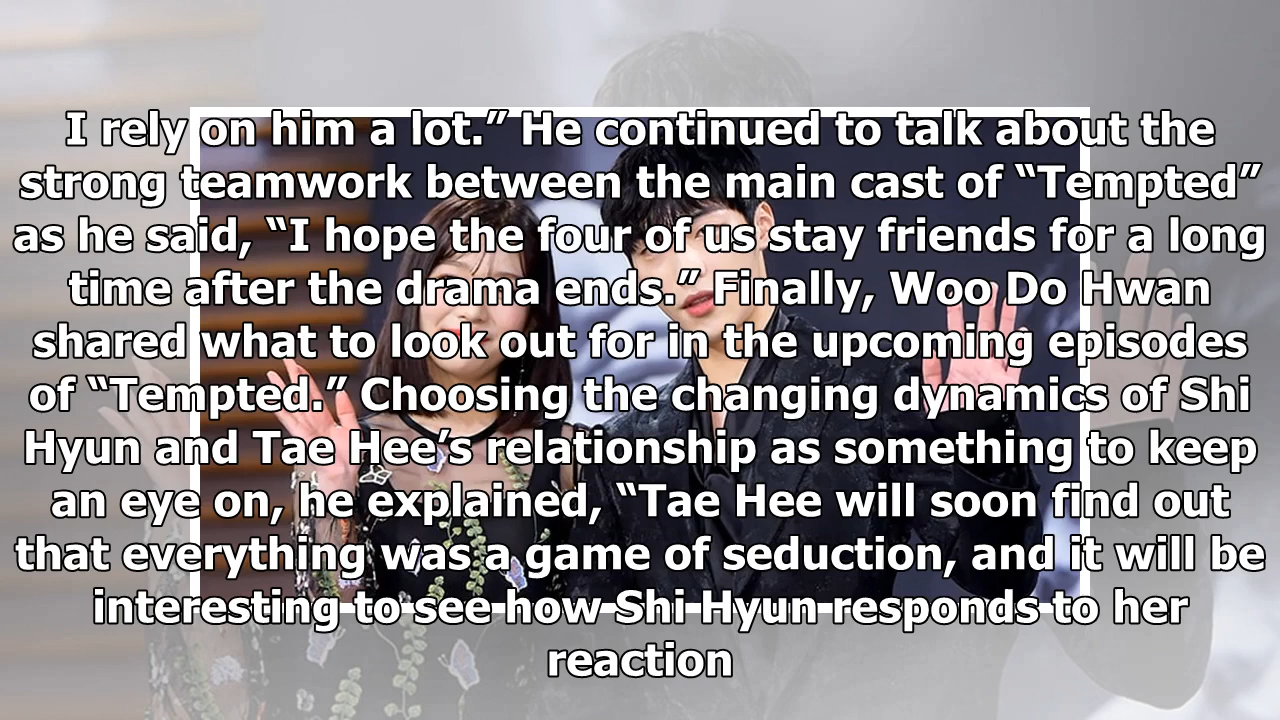 I rely on him a lot.” He continued to talk about the
strong teamwork between the main cast of “Tempted”
as he said, “I hope the four of us stay friends for a long
time after the drama ends.” Finally, Woo Do Hwan
shared what to look out for in the upcoming episodes
of “Tempted.” Choosing the changing dynamics of Shi
Hyun and Tae Hee’s relationship as something to keep
an eye on, he explained, “Tae Hee will soon find out
that everything was a game of seduction, and it will be
interesting to see how Shi Hyun responds to her
reaction